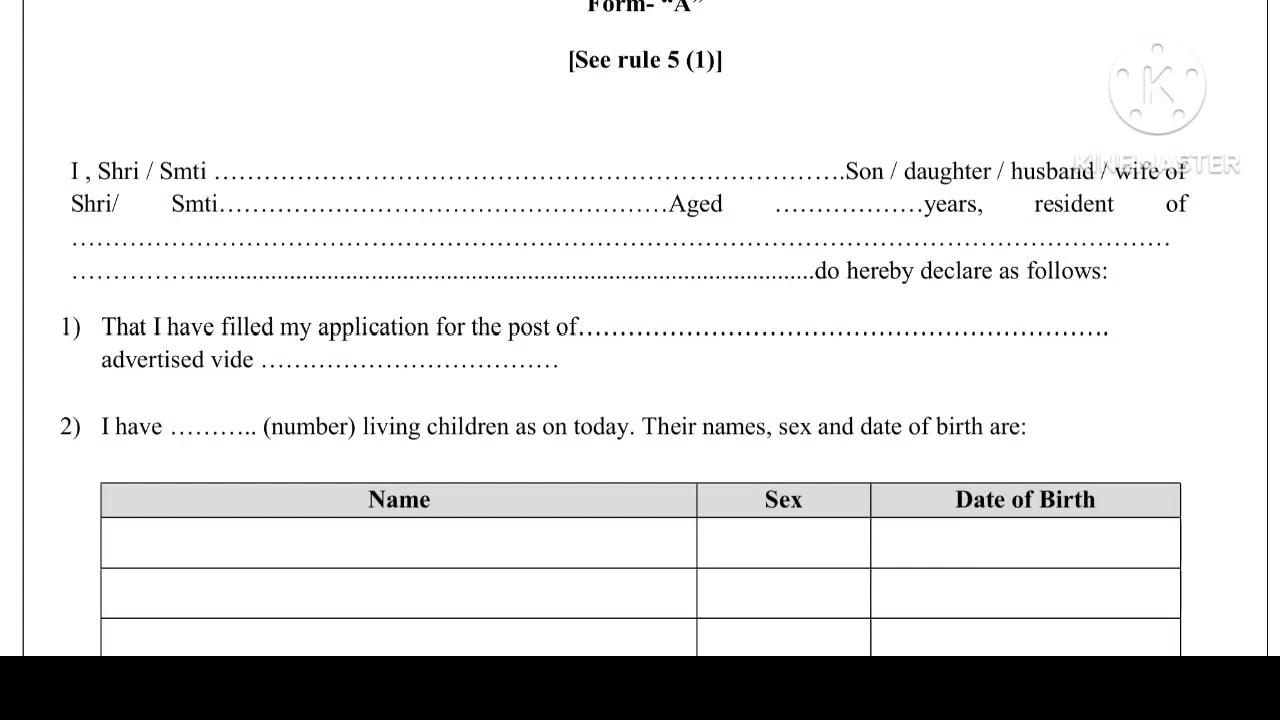 Form- “A”
[See rule 5 (1)]
K
KINEMASTER
I , Shri / Smti ……………………………………………………………………Son / daughter / husband / wife of
Shri/ Smti………………………………………………Aged ………………years, resident of
……………………………………………………………………………………………………………………
……………....................................................................................................do hereby declare as follows:
1) That I have filled my application for the post of……………………………………………………….
advertised vide ………………………………
2) I have ……….. (number) living children as on today. Their names, sex and date of birth are:
Name Sex Date of Birth